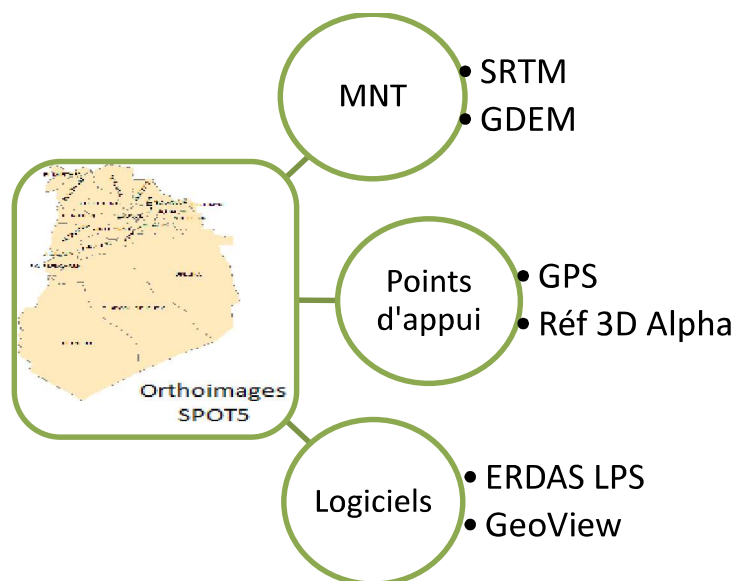 MNT
• SRTM
• GDEM
Orthoimages
SPOT5
Points
d'appui
• GPS
• Réf 3D Alpha
Logiciels
• ERDAS LPS
• GeoView